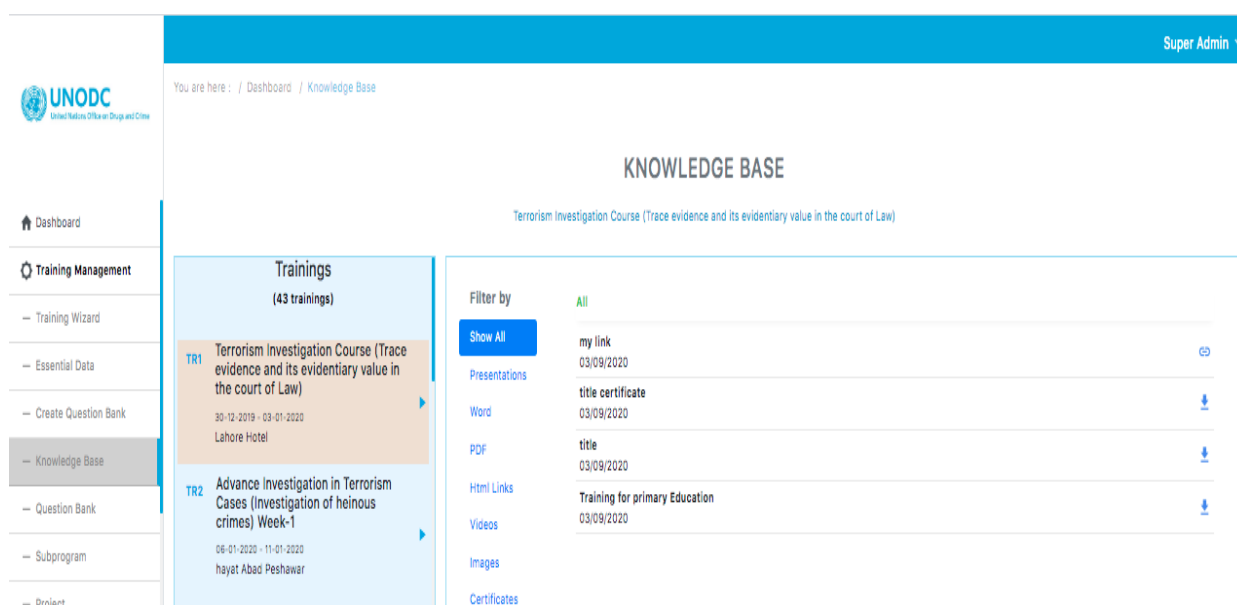 Super Admin
UNODC
United Nations Office on Drugs and Crime
You are here : / Dashboard / Knowledge Base
KNOWLEDGE BASE
Terrorism Investigation Course (Trace evidence and its evidentiary value in the court of Law)
Dashboard
Training Management
— Training Wizard
— Essential Data
— Create Question Bank
— Knowledge Base
— Question Bank
— Subprogram
— Project
Trainings
(43 trainings)
TR1 Terrorism Investigation Course (Trace
evidence and its evidentiary value in
the court of Law)
30-12-2019 - 03-01-2020
Lahore Hotel
TR2 Advance Investigation in Terrorism
Cases (Investigation of heinous
crimes) Week-1
06-01-2020 - 11-01-2020
hayat Abad Peshawar
Filter by
Show All
Presentations
Word
PDF
Html Links
Videos
Images
Certificates
All
my link
03/09/2020
title certificate
03/09/2020
title
03/09/2020
Training for primary Education
03/09/2020